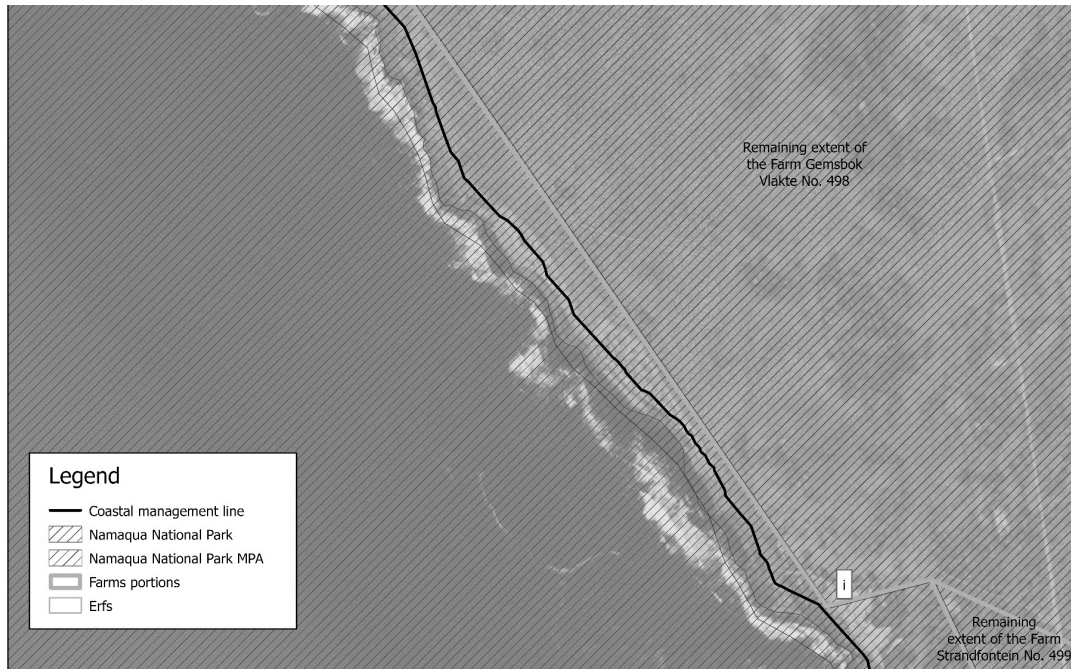 Remaining extent of
the Farm Gemsbok
Vlakte No. 498
Legend
Coastal management line
Namaqua National Park
Namaqua National Park MPA
Farms portions
Erfs
i
Remaining
extent of the Farm
Strandfontein No. 499